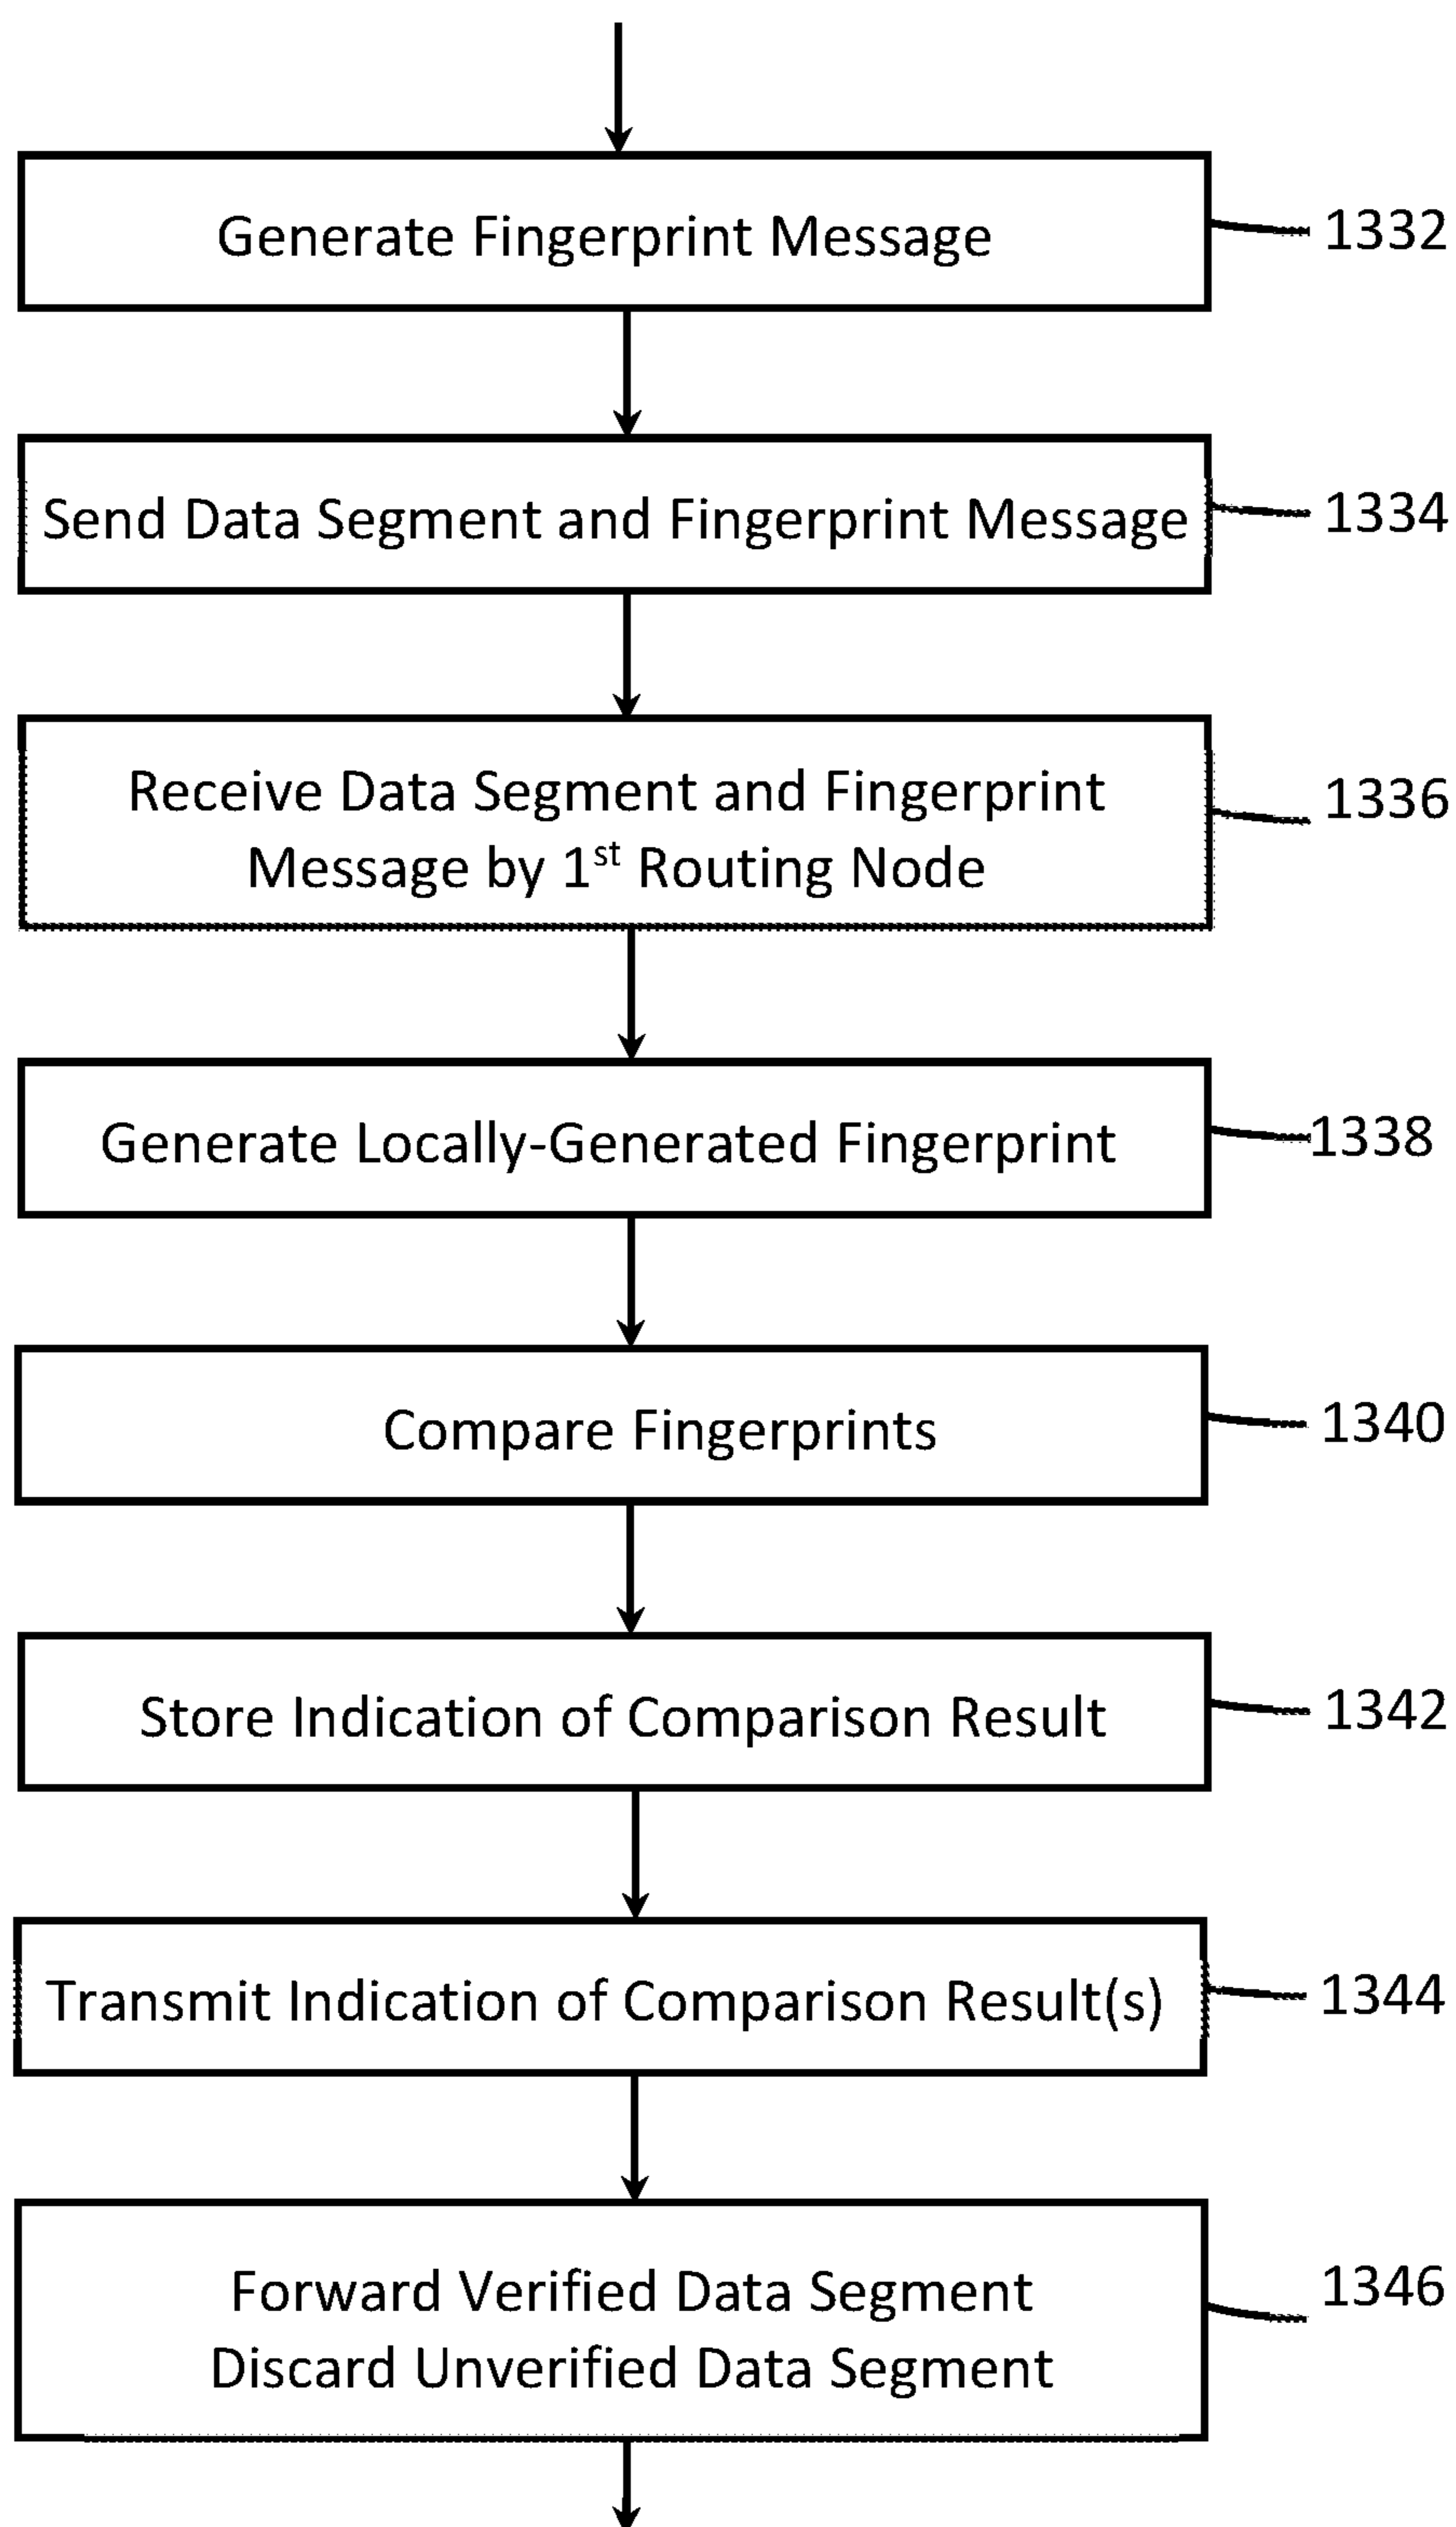 Generate Fingerprint Message
1332
Send Data Segment and Fingerprint Message
1334
Receive Data Segment and Fingerprint
Message by 1st Routing Node
1336
Generate Locally-Generated Fingerprint
1338
Compare Fingerprints
1340
Store Indication of Comparison Result
1342
Transmit Indication of Comparison Result(s)
1344
Forward Verified Data Segment
Discard Unverified Data Segment
1346